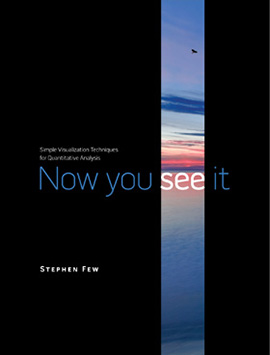 Simple Visualization Techniques
for Quantitative Analysis
Now you see it
STEPHEN FEW